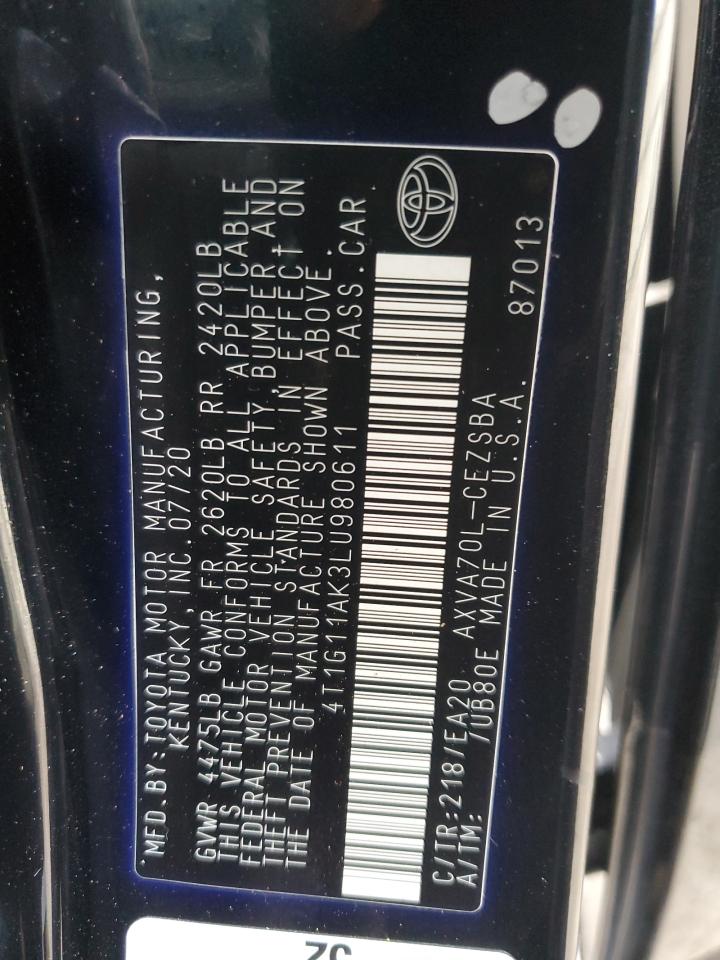 MFD.BY:TOYOTA MOTOR MANUFACTURING,
KENTUCKY,INC.07/20
GVWR 4475LB GAWR FR 2620LB RR 2420LB
THIS VEHICLE CONFORMS TO ALL APPLICABLE
FEDERAL MOTOR VEHICLE SAFETY,BUMPER,AND
THEFT PREVENTION STANDARDS IN EFFECT ON
THE DATE OF MANUFACTURE SHOWN ABOVE.
4T1G11AK3LU980611 PASS.CAR
C/TR:218/EA20 AXVA70L-CEZSBA
A/TM: /UB80E MADE IN U.S.A.
87013